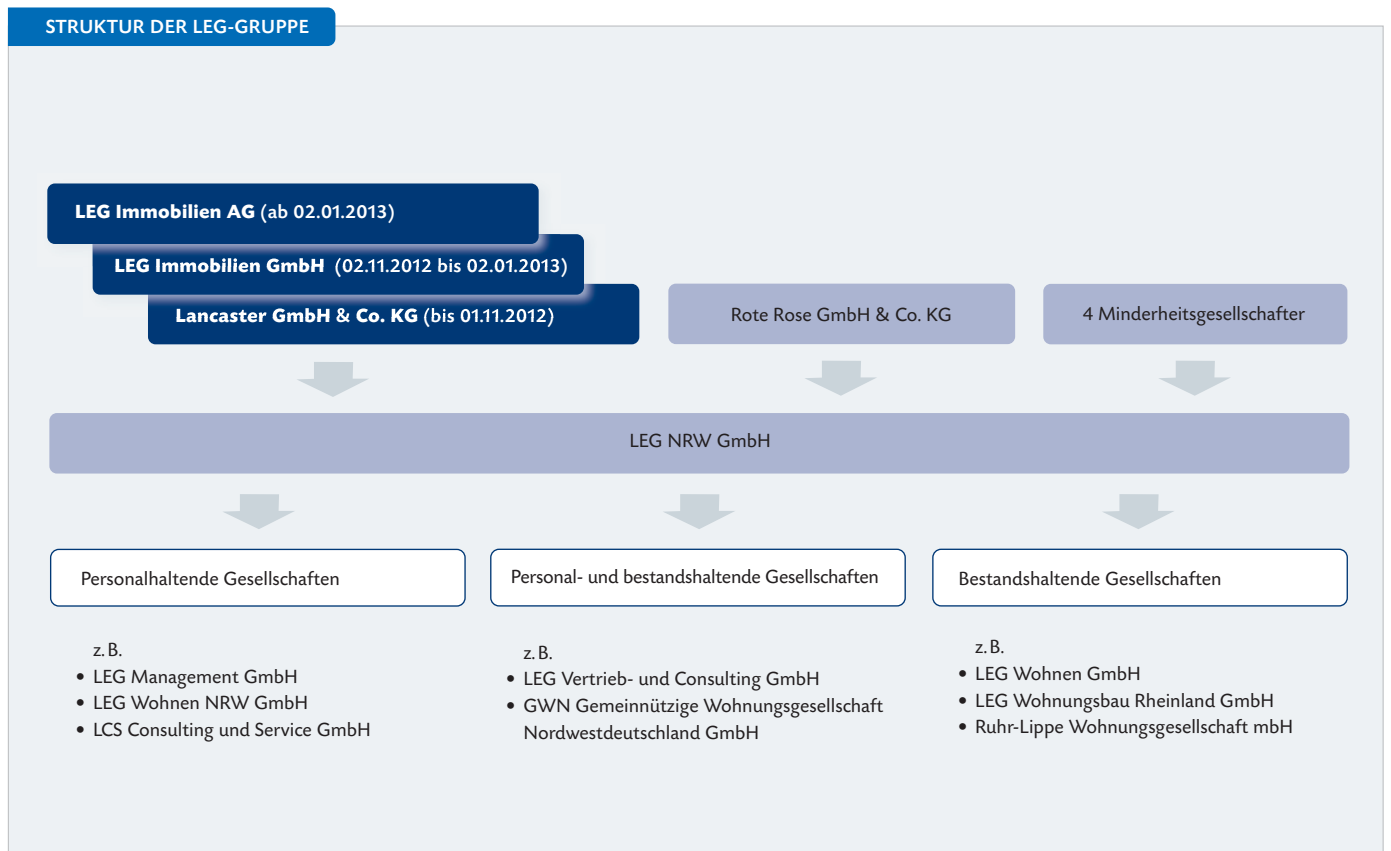 STRUKTUR DER LEG-GRUPPE
LEG Immobilien AG (ab 02.01.2013)
LEG Immobilien GmbH (02.11.2012 bis 02.01.2013)
Lancaster GmbH & Co. KG (bis 01.11.2012)
Rote Rose GmbH & Co. KG
4 Minderheitsgesellschafter
LEG NRW GmbH
Personalhaltende Gesellschaften
z. B.
• LEG Management GmbH
• LEG Wohnen NRW GmbH
• LCS Consulting und Service GmbH
Personal- und bestandshaltende Gesellschaften
z. B.
• LEG Vertrieb- und Consulting GmbH
• GWN Gemeinnützige Wohnungsgesellschaft
Nordwestdeutschland GmbH
Bestandshaltende Gesellschaften
z. B.
• LEG Wohnen GmbH
• LEG Wohnungsbau Rheinland GmbH
• Ruhr-Lippe Wohnungsgesellschaft mbH